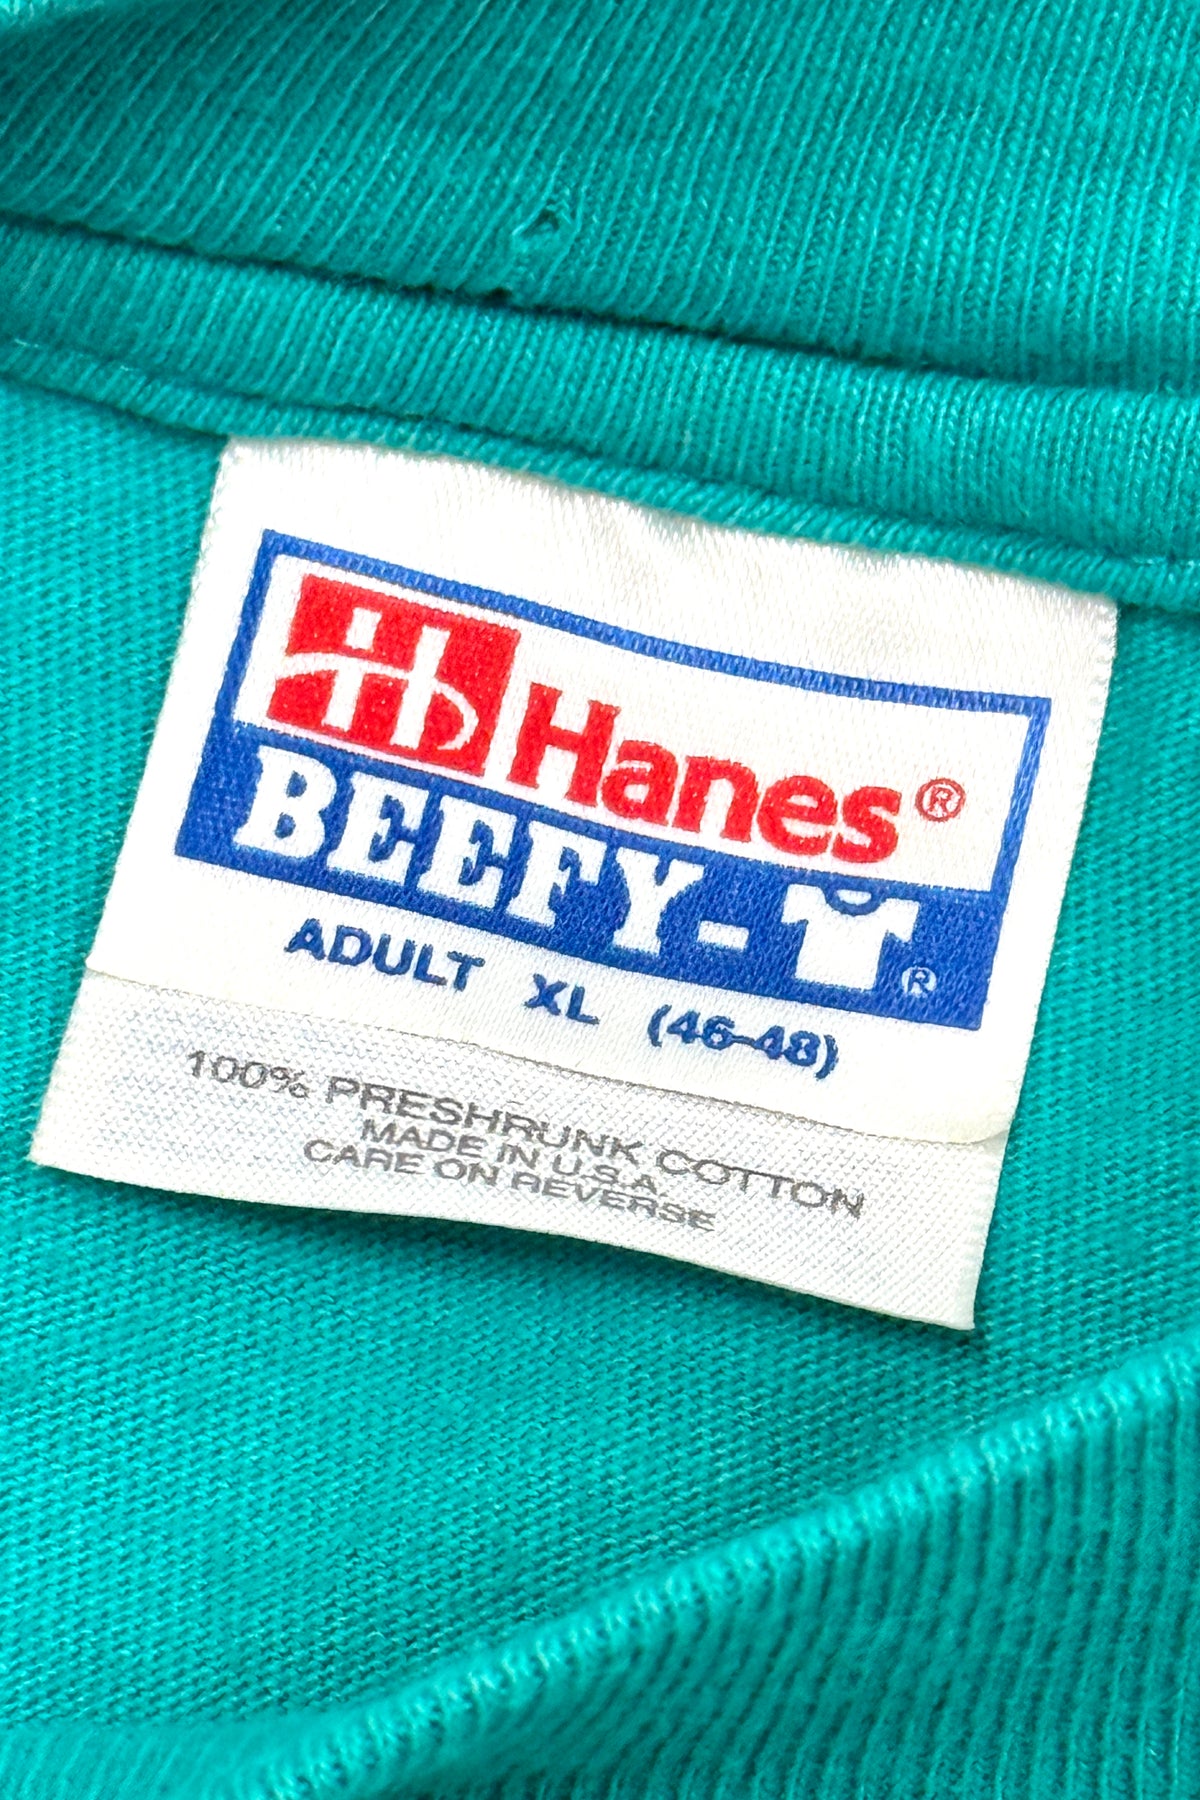 Hanes®
BEEFY-T®
ADULT XL (46-48)
100% PRESHRUNK COTTON
MADE IN U.S.A.
CARE ON REVERSE